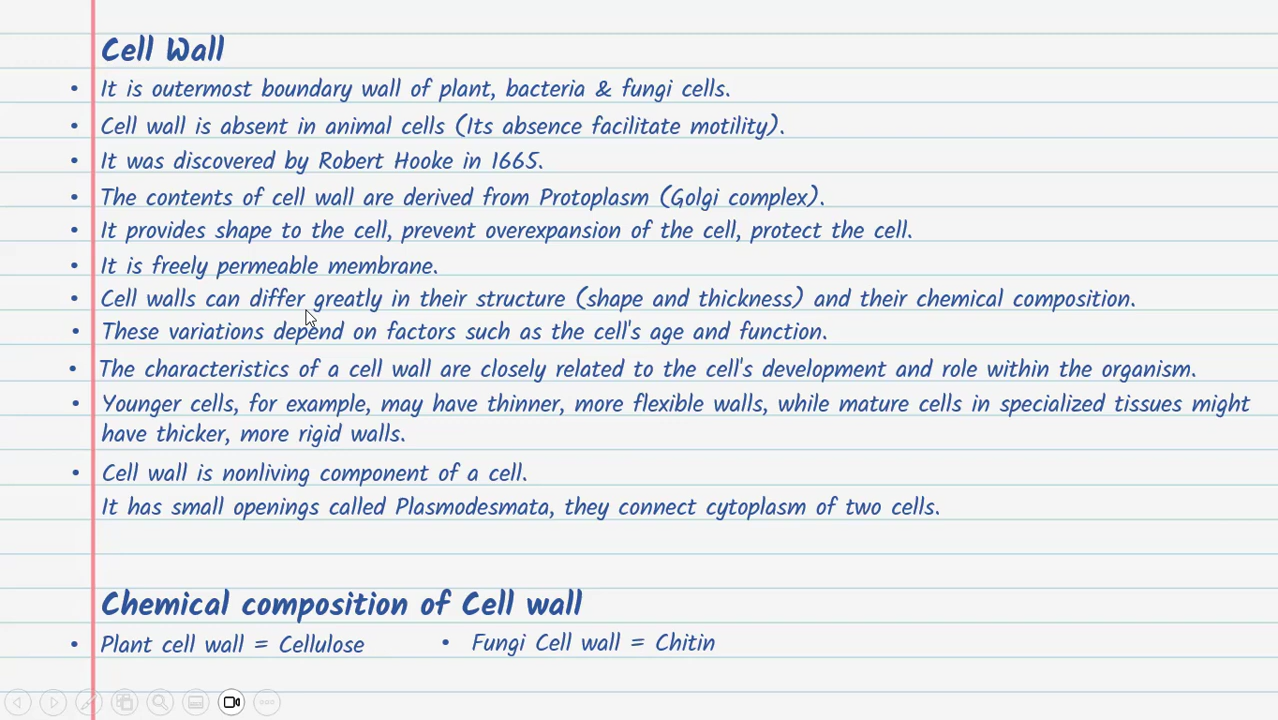 Cell Wall
• It is outermost boundary wall of plant, bacteria & fungi cells.
• Cell wall is absent in animal cells (Its absence facilitate motility).
• It was discovered by Robert Hooke in 1665.
• The contents of cell wall are derived from Protoplasm (Golgi complex).
• It provides shape to the cell, prevent overexpansion of the cell, protect the cell.
• It is freely permeable membrane.
• Cell walls can differ greatly in their structure (shape and thickness) and their chemical composition.
• These variations depend on factors such as the cell's age and function.
• The characteristics of a cell wall are closely related to the cell's development and role within the organism.
• Younger cells, for example, may have thinner, more flexible walls, while mature cells in specialized tissues might
have thicker, more rigid walls.
• Cell wall is nonliving component of a cell.
It has small openings called Plasmodesmata, they connect cytoplasm of two cells.
Chemical composition of Cell wall
• Plant cell wall = Cellulose • Fungi Cell wall = Chitin